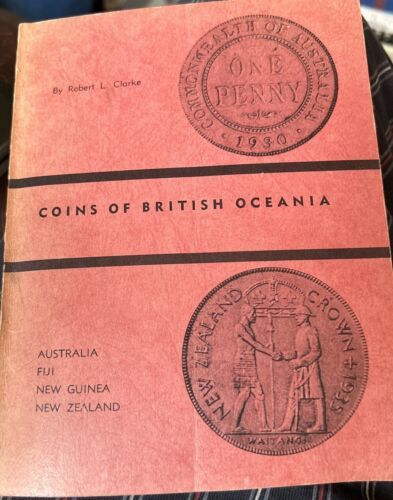 By Robert L. Clarke
COMMONWEALTH OF AUSTRALIA
ONE
PENNY
1930
COINS OF BRITISH OCEANIA
AUSTRALIA
FIJI
NEW GUINEA
NEW ZEALAND
NEW ZEALAND CROWN 1935
WAITANGI